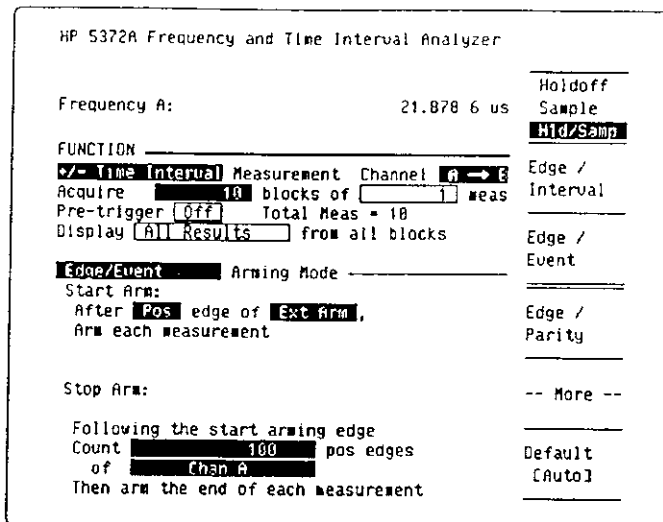 HP 5372A Frequency and Time Interval Analyzer
Frequency A: 21.878 6 us
FUNCTION
+/- Time Interval Measurement Channel A → B
Acquire 10 blocks of 1 meas
Pre-trigger Off Total Meas = 10
Display All Results from all blocks
Edge/Event Arming Mode
Start Arm:
After Pos edge of Ext Arm,
Arm each measurement
Stop Arm:
Following the start arming edge
Count 100 pos edges
of Chan A
Then arm the end of each measurement
Holdoff
Sample
Hld/Samp
Edge /
Interval
Edge /
Event
Edge /
Parity
-- More --
Default
[Auto]